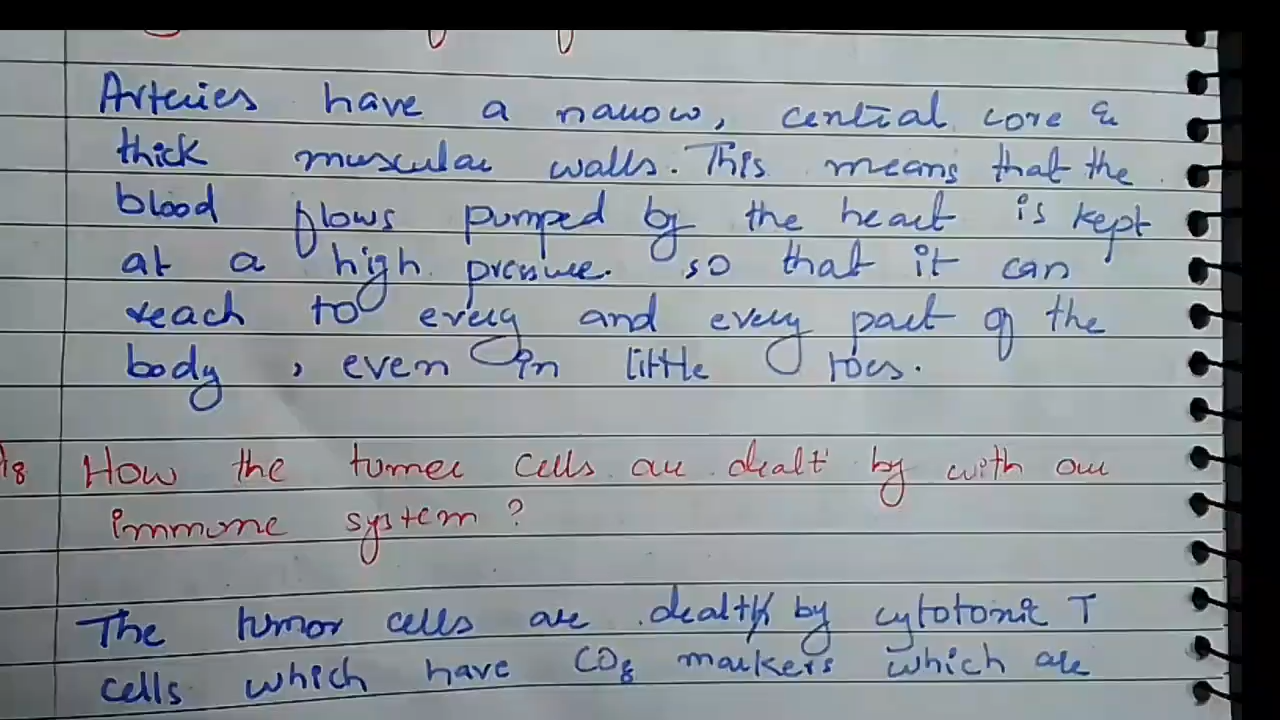 Arteries have a narrow, central core &
thick muscular walls. This means that the
blood flows pumped by the heart is kept
at a high pressure. so that it can
reach to every and every part of the
body, even in little toes.
18 How the tumer cells are dealt by with our
immune system?
The tumor cells are dealth by cytotoxic T
cells which have CD8 markers which are